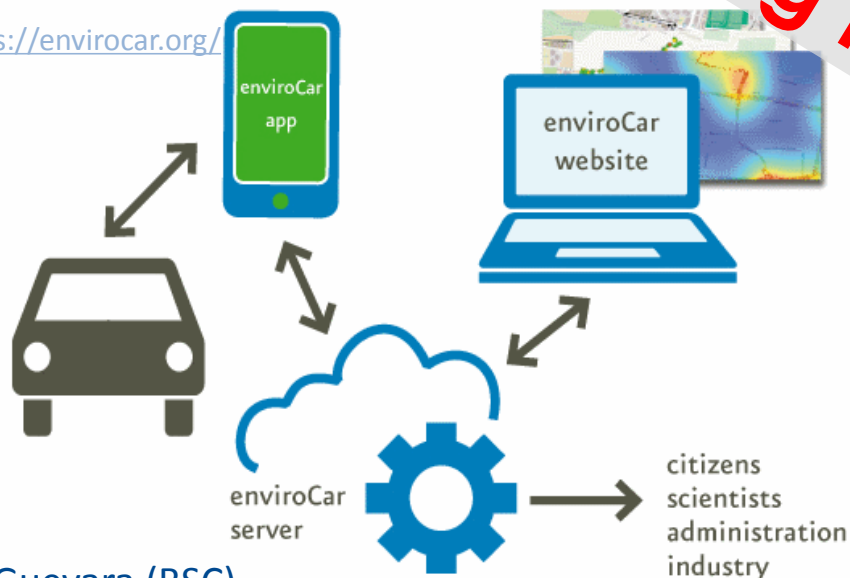 s://envirocar.org/
enviroCar
app
enviroCar
website
enviroCar
server
citizens
scientists
administration
industry
Guevara (BSC)